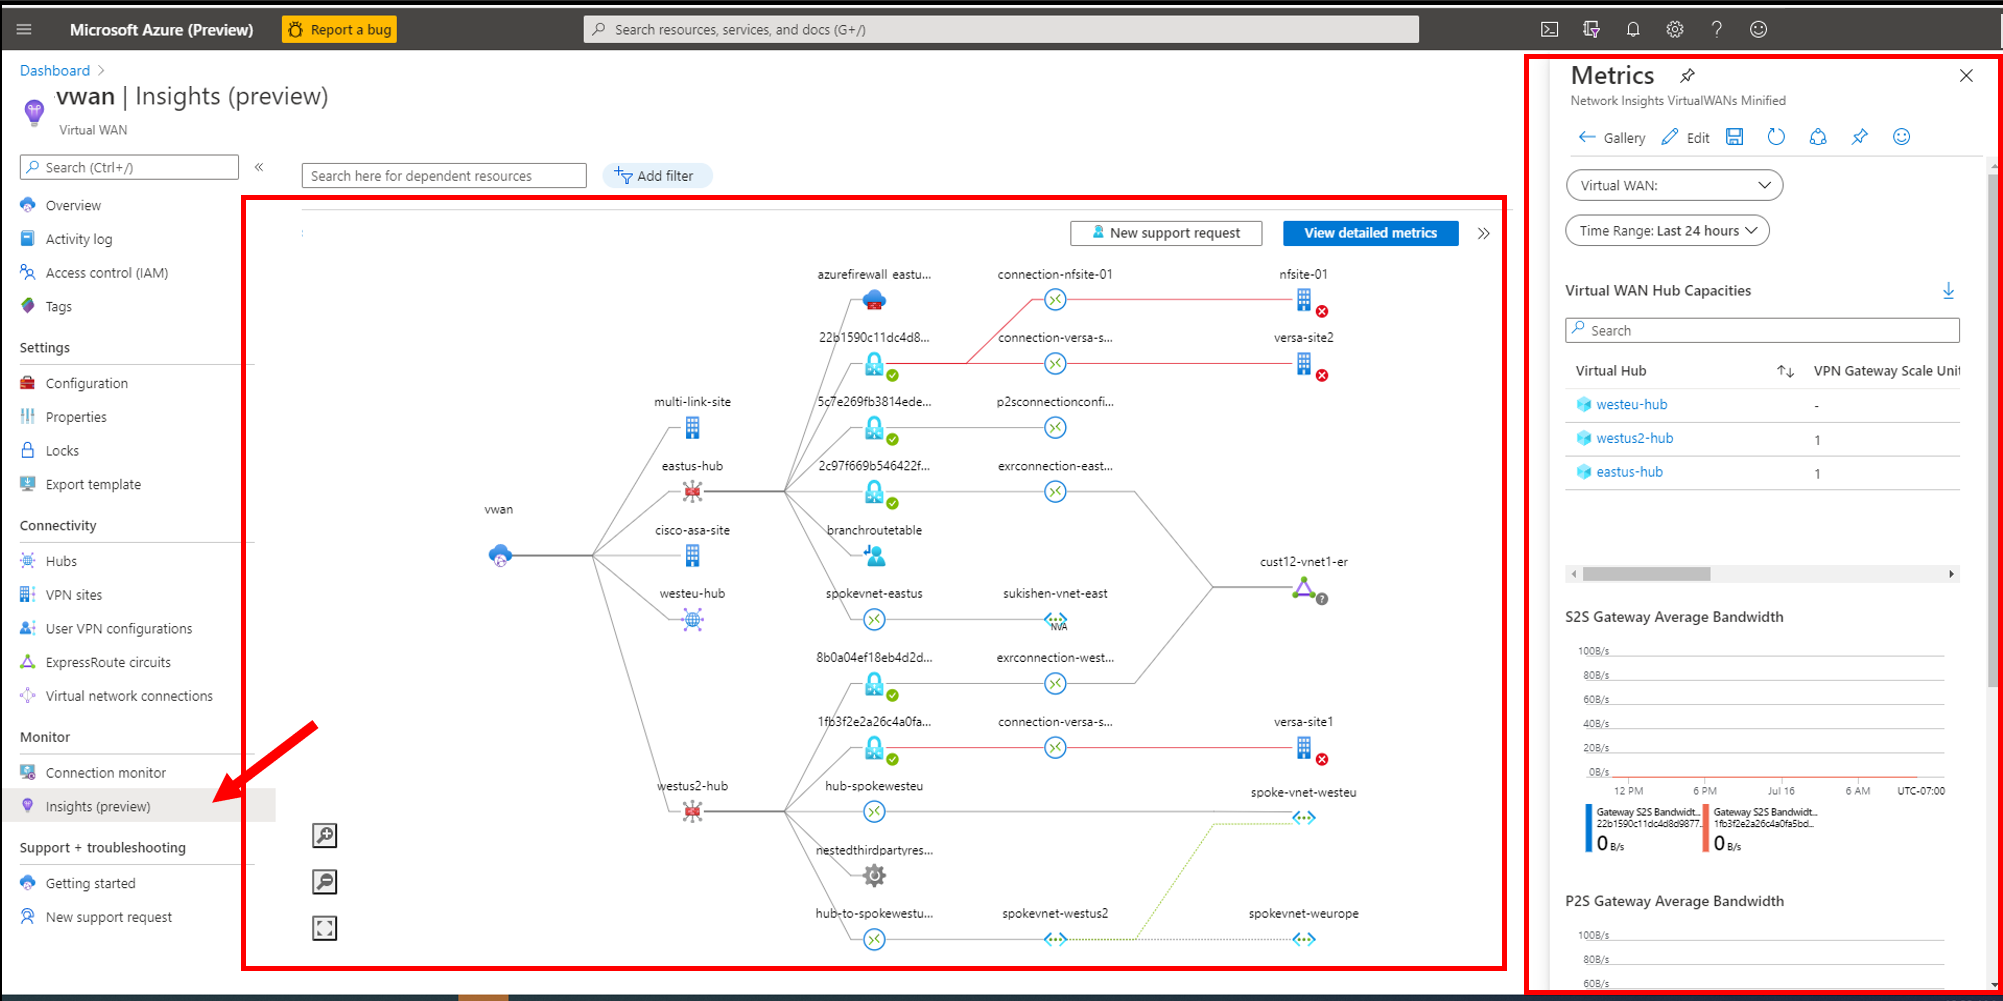 Microsoft Azure (Preview)
Report a bug
Search resources, services, and docs (G+/)
Dashboard
vwan | Insights (preview)
Virtual WAN
Search (Ctrl+/)
Overview
Activity log
Access control (IAM)
Tags
Settings
Configuration
Properties
Locks
Export template
Connectivity
Hubs
VPN sites
User VPN configurations
ExpressRoute circuits
Virtual network connections
Monitor
Connection monitor
Insights (preview)
Support + troubleshooting
Getting started
New support request
Search here for dependent resources
Add filter
New support request
View detailed metrics
azurefirewall_eastu...
connection-nfsite-01
nfsite-01
22b1590c11dc4d8...
connection-versa-s...
versa-site2
multi-link-site
5c7e269fb3814ede...
p2sconnectionconfi...
eastus-hub
2c97f669b546422f...
exrconnection-east...
vwan
cisco-asa-site
branchroutetable
cust12-vnet1-er
westeu-hub
spokevnet-eastus
sukishen-vnet-east
NVA
8b0a04ef18eb4d2d...
exrconnection-west...
1fb3f2e2a26c4a0fa...
connection-versa-s...
versa-site1
westus2-hub
hub-spokewesteu
spoke-vnet-westeu
nestedthirdpartyres...
hub-to-spokewestu...
spokevnet-westus2
spokevnet-weurope
Metrics
Network Insights VirtualWANs Minified
Gallery
Edit
Virtual WAN:
Time Range: Last 24 hours
Virtual WAN Hub Capacities
Search
Virtual Hub
VPN Gateway Scale Unit
westeu-hub
-
westus2-hub
1
eastus-hub
1
S2S Gateway Average Bandwidth
100B/s
80B/s
60B/s
40B/s
20B/s
0B/s
12 PM
6 PM
Jul 16
6 AM
UTC-07:00
Gateway S2S Bandwidt...
22b1590c11dc4d8d9877...
0 B/s
Gateway S2S Bandwidt...
1fb3f2e2a26c4a0fa5bd...
0 B/s
P2S Gateway Average Bandwidth
100B/s
80B/s
60B/s